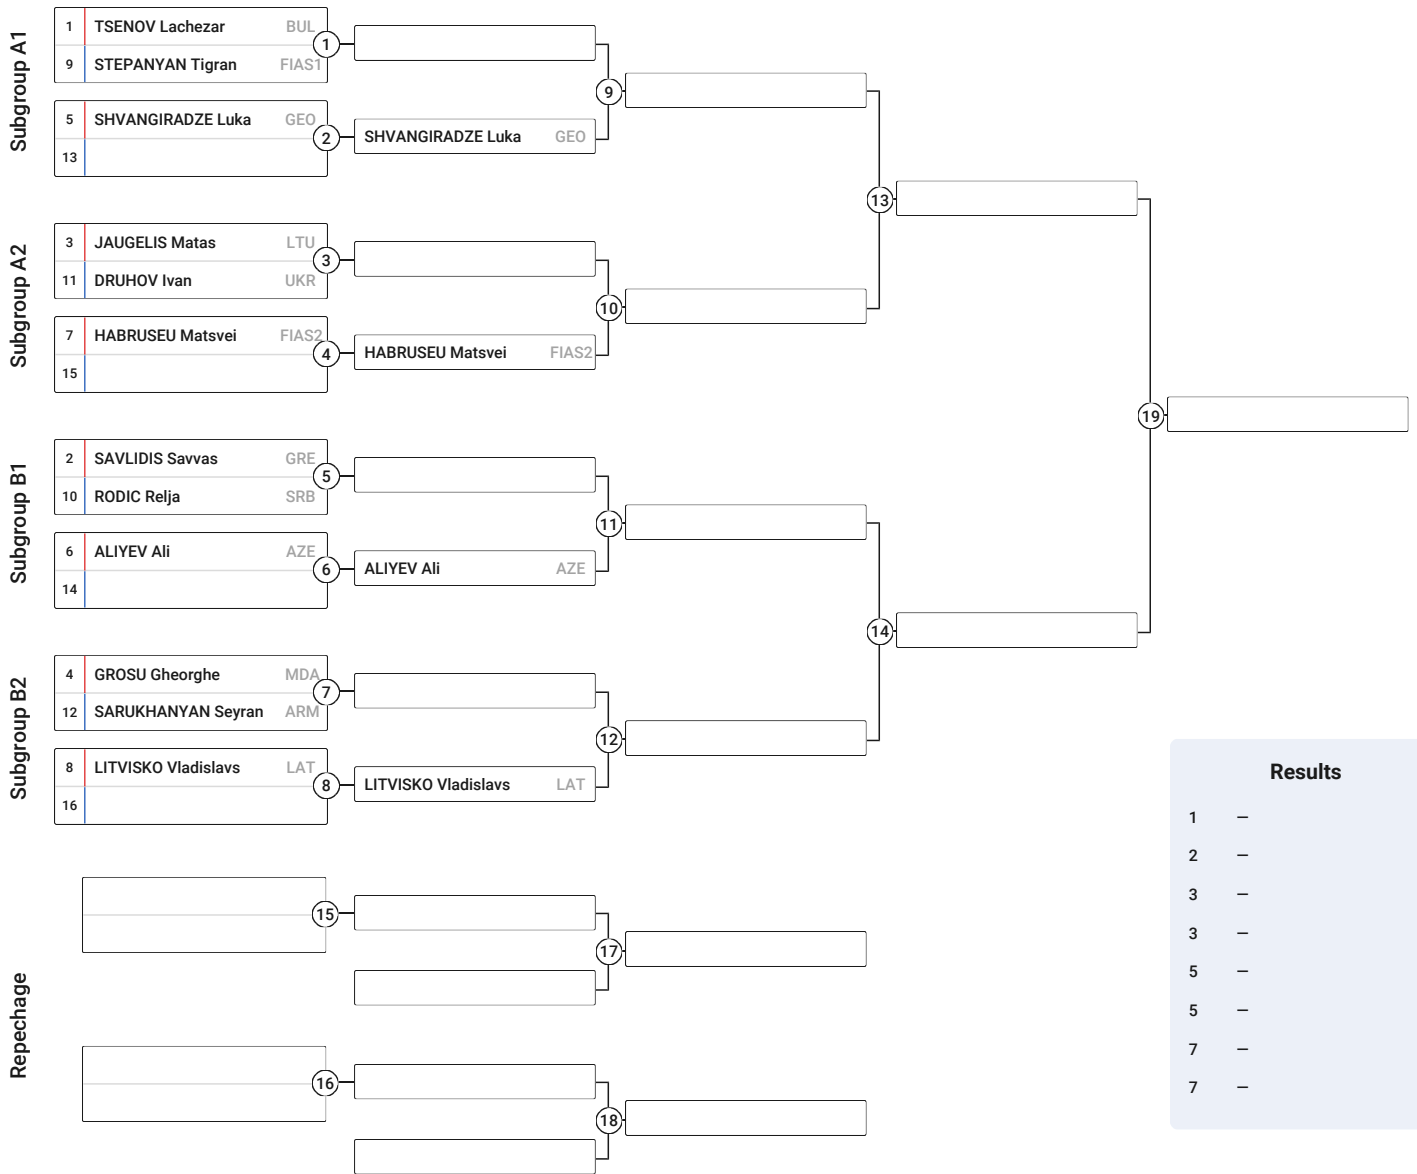 Subgroup A1
1 TSENOV Lachezar BUL
9 STEPANYAN Tigran FIAS1
1
5 SHVANGIRADZE Luka GEO
13
2
SHVANGIRADZE Luka GEO
9
Subgroup A2
3 JAUGELIS Matas LTU
11 DRUHOV Ivan UKR
3
7 HABRUSEU Matsvei FIAS2
15
4
HABRUSEU Matsvei FIAS2
10
13
Subgroup B1
2 SAVLIDIS Savvas GRE
10 RODIC Relja SRB
5
6 ALIYEV Ali AZE
14
6
ALIYEV Ali AZE
11
Subgroup B2
4 GROSU Gheorghe MDA
12 SARUKHANYAN Seyran ARM
7
8 LITVISKO Vladislavs LAT
16
8
LITVISKO Vladislavs LAT
12
14
19
Repechage
15
17
16
18
Results
1 –
2 –
3 –
3 –
5 –
5 –
7 –
7 –